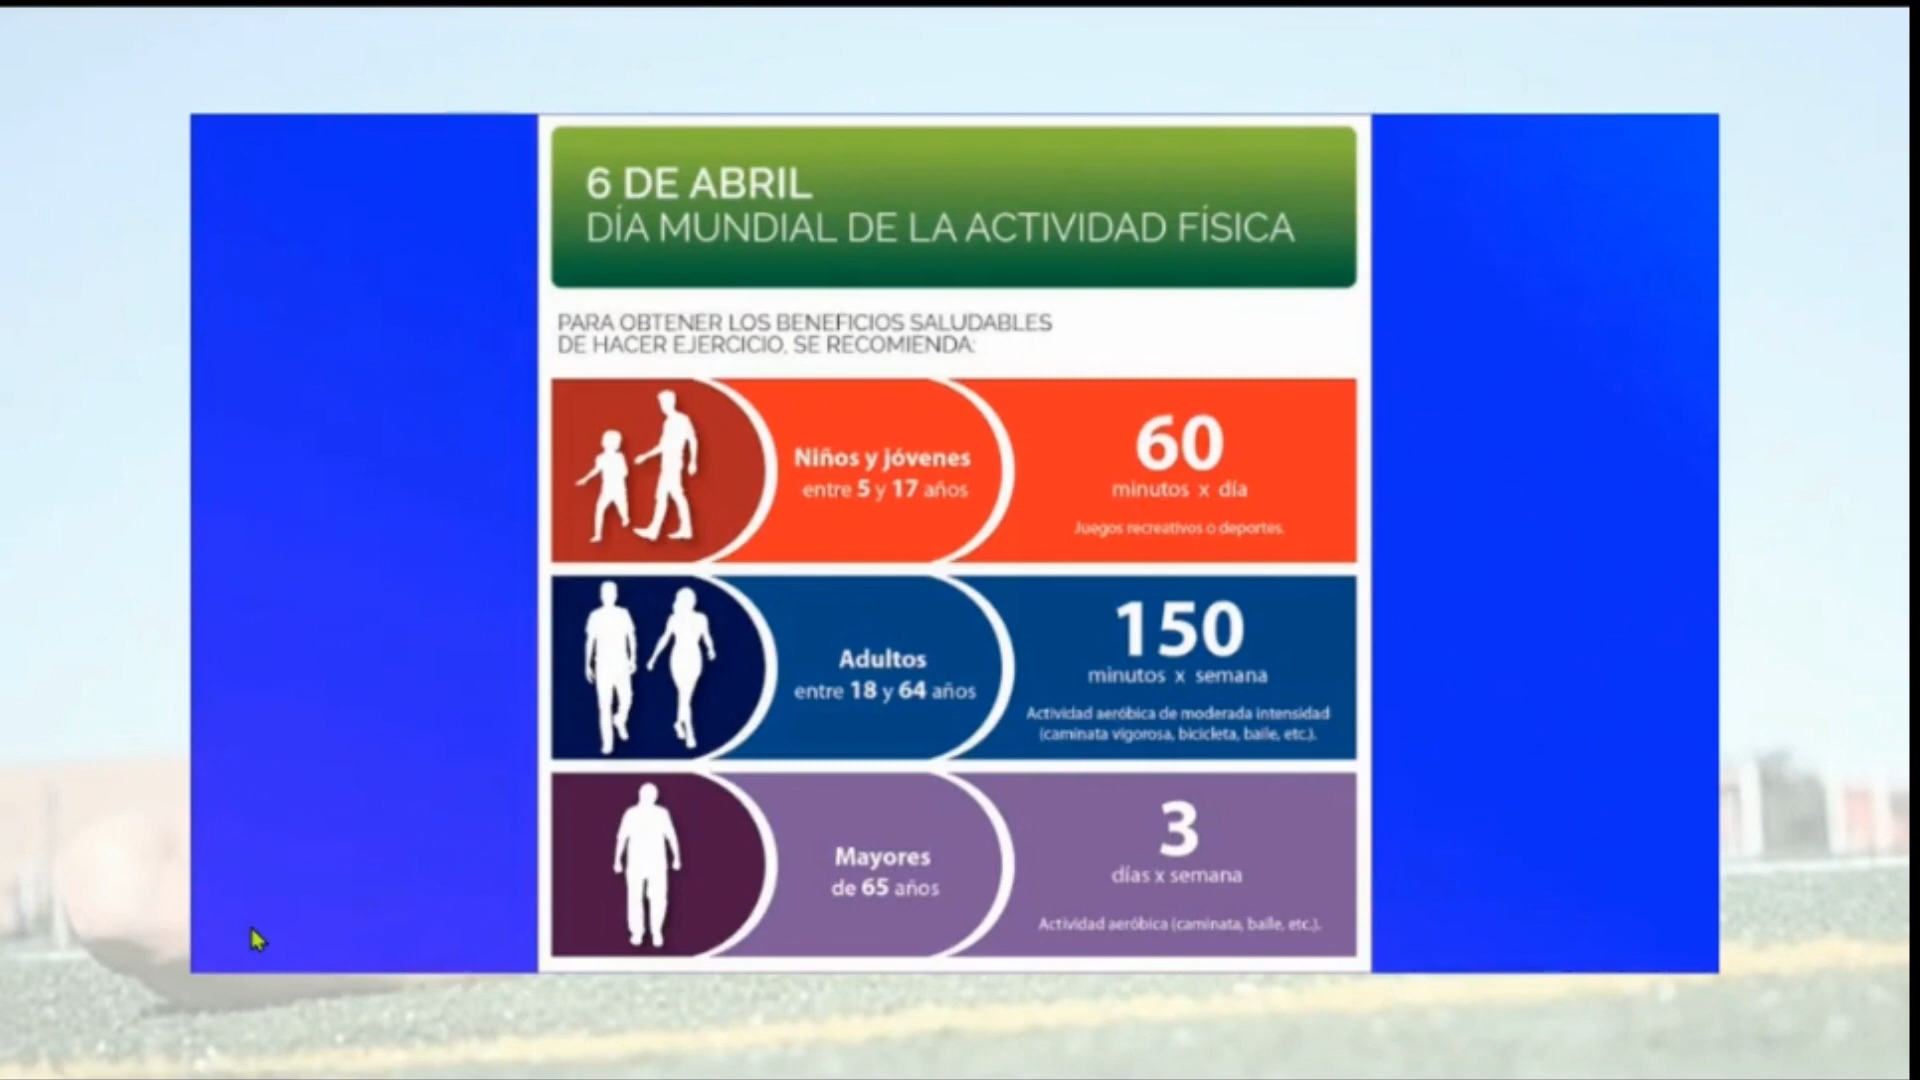 6 DE ABRIL
DÍA MUNDIAL DE LA ACTIVIDAD FÍSICA
PARA OBTENER LOS BENEFICIOS SALUDABLES
DE HACER EJERCICIO, SE RECOMIENDA:
Niños y jóvenes
entre 5 y 17 años
60
minutos x día
Juegos recreativos o deportes.
Adultos
entre 18 y 64 años
150
minutos x semana
Actividad aeróbica de moderada intensidad
(caminata vigorosa, bicicleta, baile, etc.).
Mayores
de 65 años
3
días x semana
Actividad aeróbica (caminata, baile, etc.).